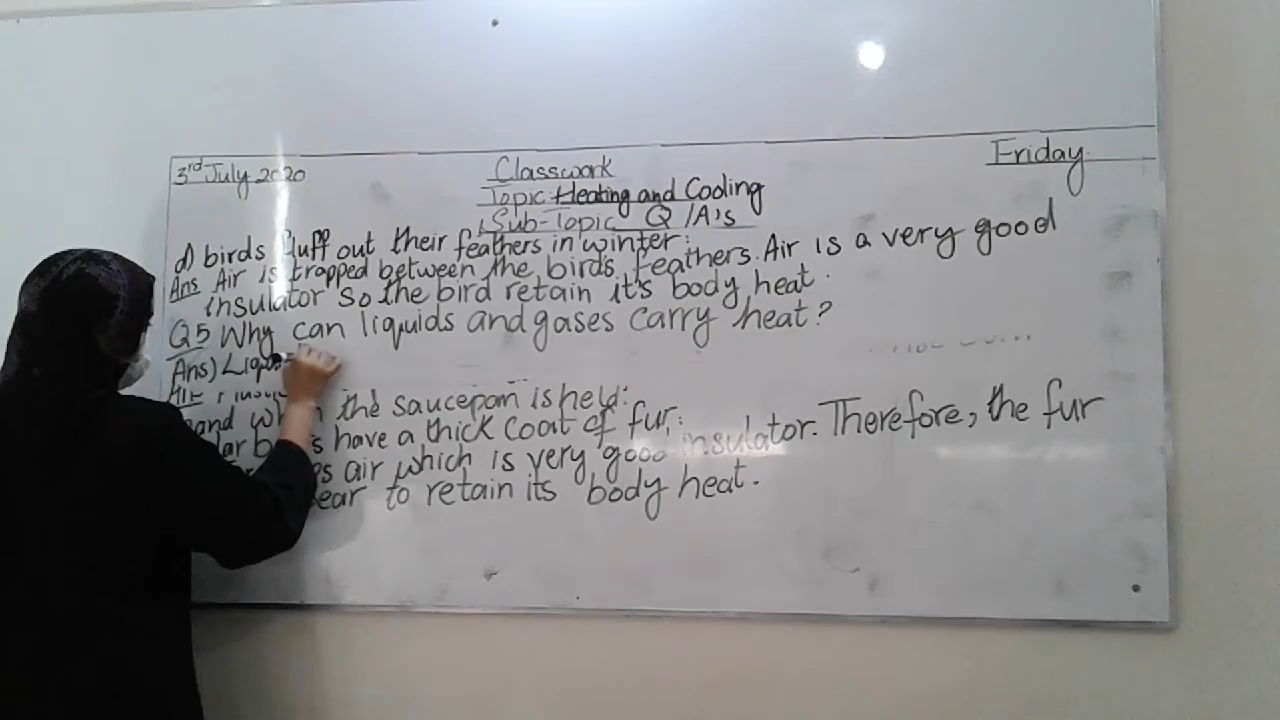 3rd July 2020
Classwork
Friday
Topic: Heating and Cooling
Sub-Topic Q/A's
d) birds fluff out their feathers in winter:
Ans Air is trapped between the birds feathers. Air is a very good
insulator so the bird retain it's body heat.
Q5 Why can liquids and gases carry heat?
Ans)
the saucepan is held:
have a thick coat of fur:
air which is very good insulator. Therefore, the fur
to retain its body heat.